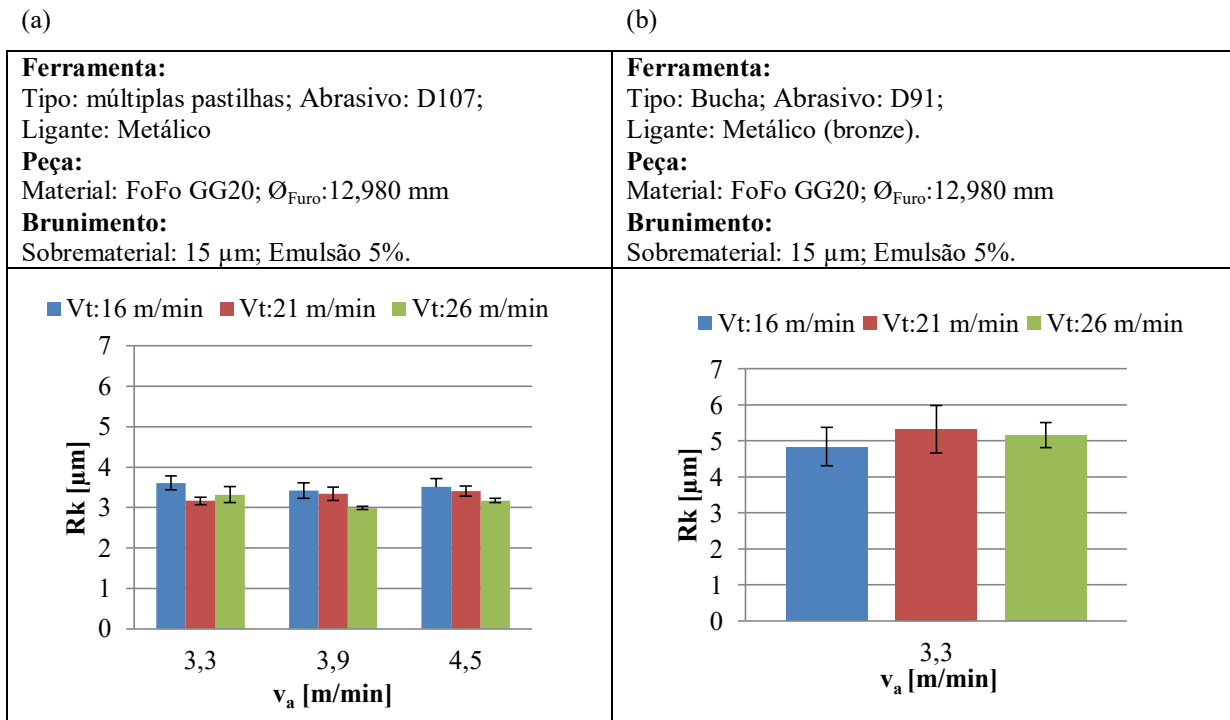 (a)
(b)
Ferramenta:
Tipo: múltiplas pastilhas; Abrasivo: D107;
Ligante: Metálico
Peça:
Material: FoFo GG20; ØFuro:12,980 mm
Brunimento:
Sobrematerial: 15 µm; Emulsão 5%.
Ferramenta:
Tipo: Bucha; Abrasivo: D91;
Ligante: Metálico (bronze).
Peça:
Material: FoFo GG20; ØFuro:12,980 mm
Brunimento:
Sobrematerial: 15 µm; Emulsão 5%.
Vt:16 m/min Vt:21 m/min Vt:26 m/min
7
6
5
4
3
2
1
0
Rk [µm]
3,3 3,9 4,5
va [m/min]
Vt:16 m/min Vt:21 m/min Vt:26 m/min
7
6
5
4
3
2
1
0
Rk [µm]
3,3
va [m/min]